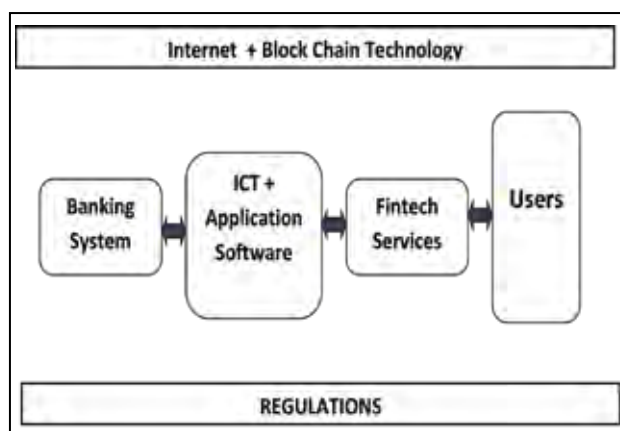 Internet + Block Chain Technology
Banking
System
ICT +
Application
Software
Fintech
Services
Users
REGULATIONS